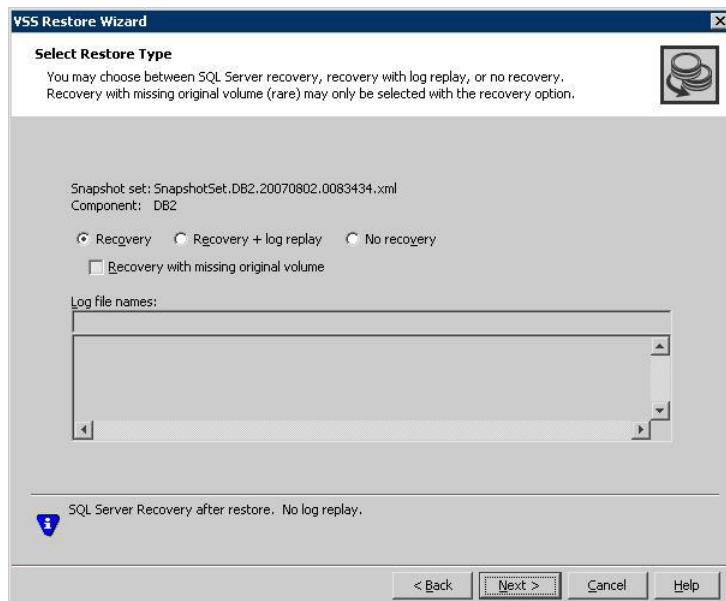 VSS Restore Wizard
Select Restore Type
You may choose between SQL Server recovery, recovery with log replay, or no recovery.
Recovery with missing original volume (rare) may only be selected with the recovery option.
Snapshot set: SnapshotSet.DB2.20070802.0083434.xml
Component: DB2
Recovery Recovery + log replay No recovery
Recovery with missing original volume
Log file names:
SQL Server Recovery after restore. No log replay.
< Back Next > Cancel Help